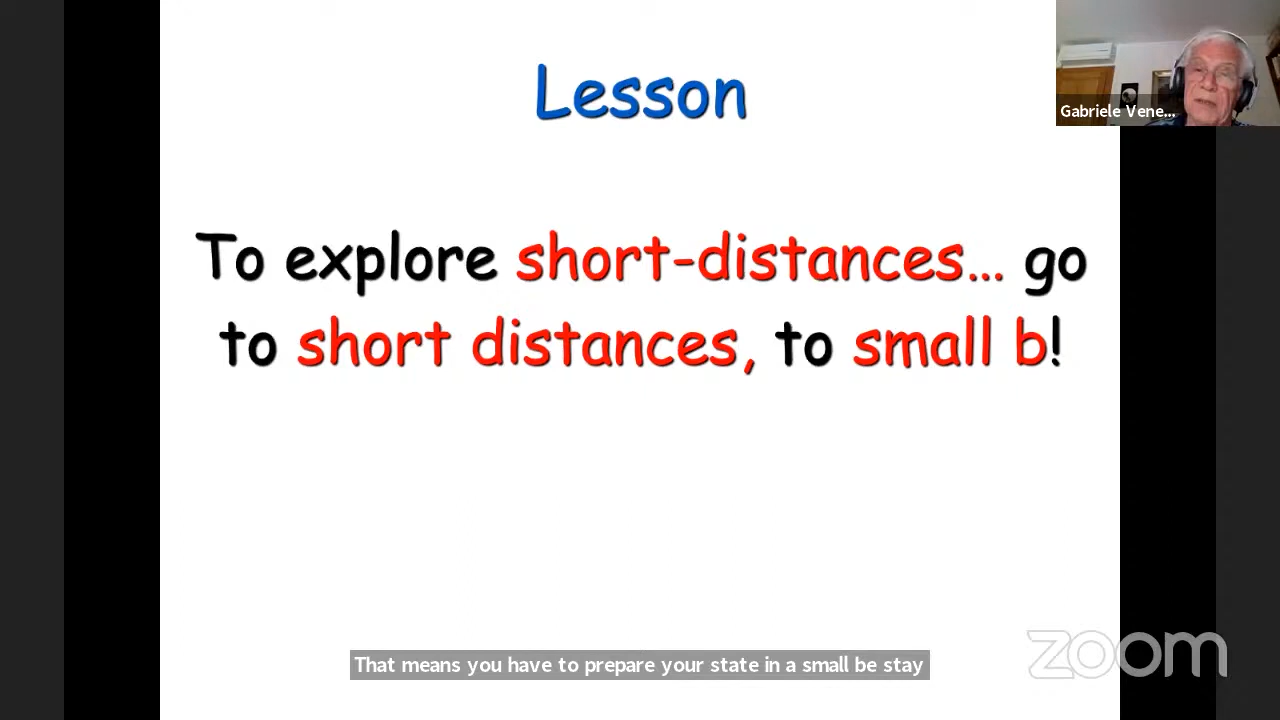 Lesson
Gabriele Vene...
To explore short-distances... go
to short distances, to small b!
That means you have to prepare your state in a small be stay
zoom